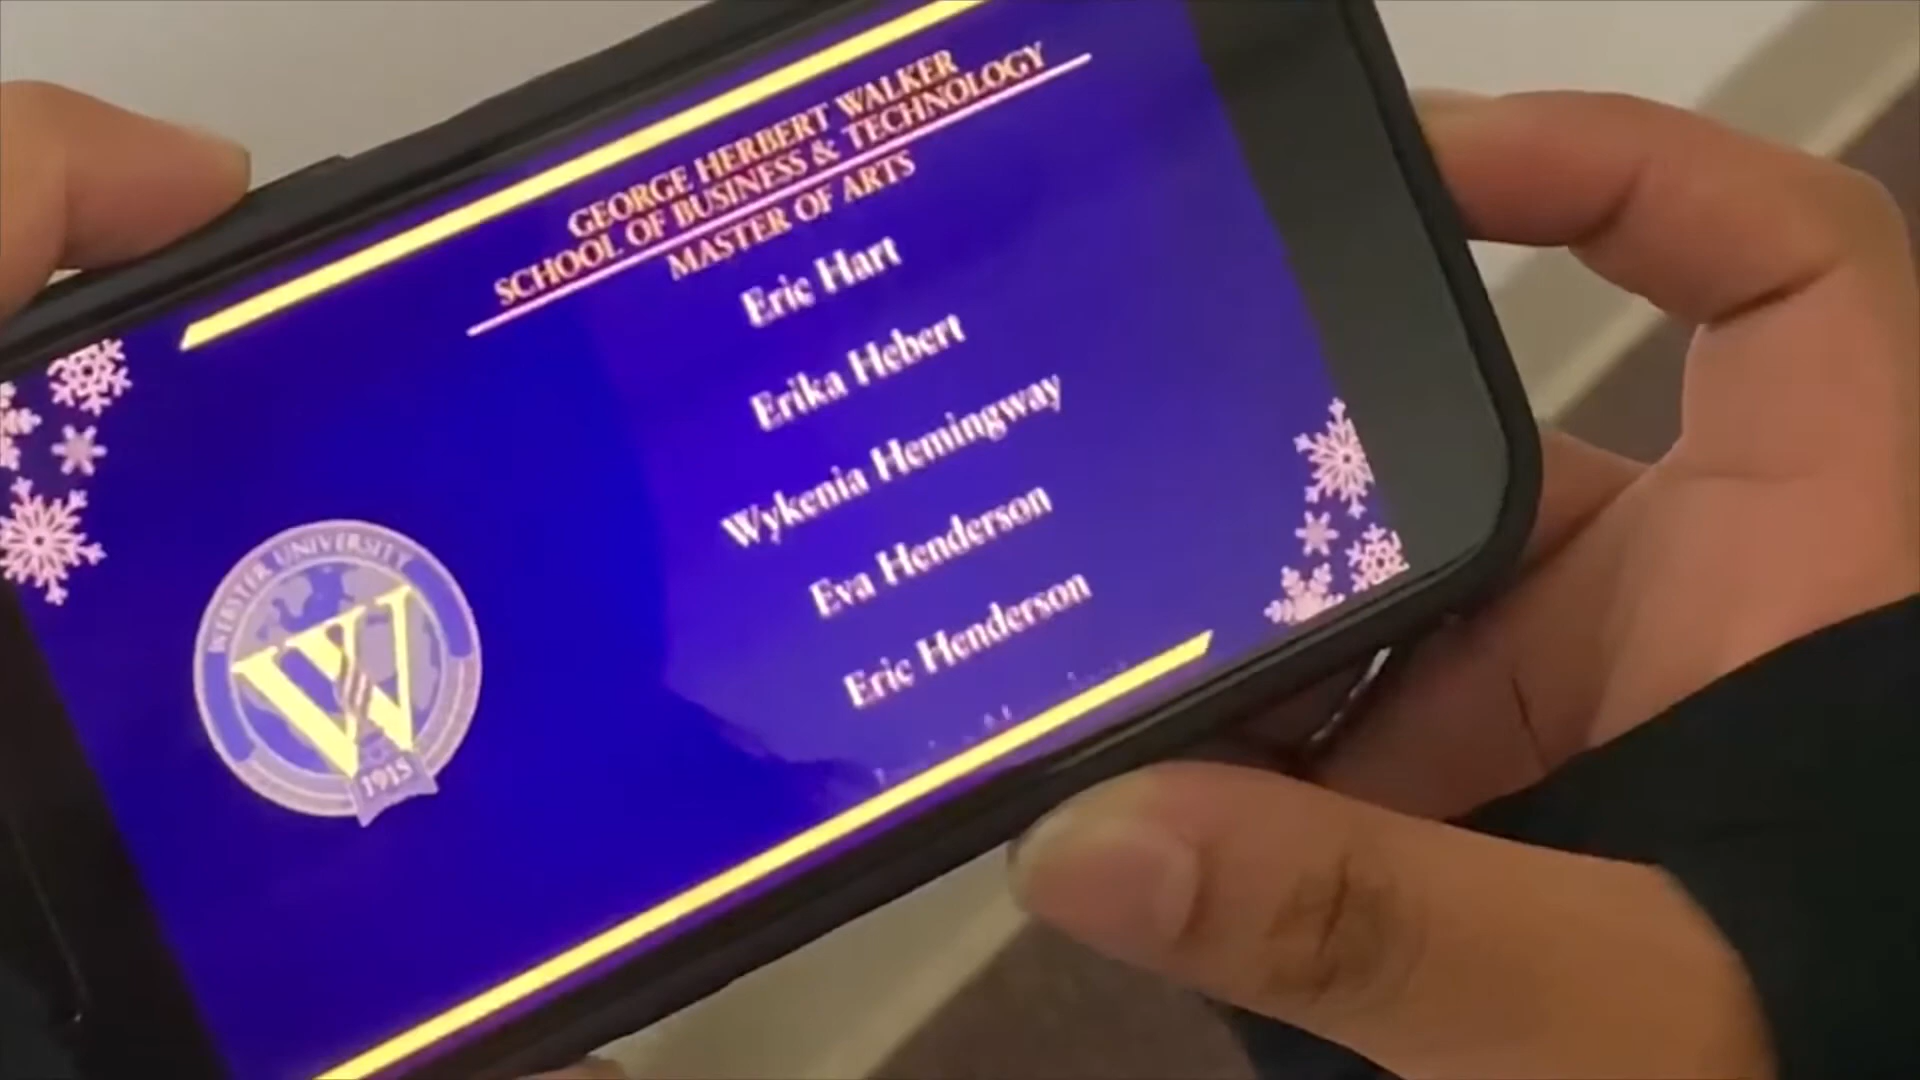 GEORGE HERBERT WALKER
SCHOOL OF BUSINESS & TECHNOLOGY
MASTER OF ARTS
Eric Hart
Erika Hebert
Wykenia Hemingway
Eva Henderson
Eric Henderson
WEBSTER UNIVERSITY
W
1915